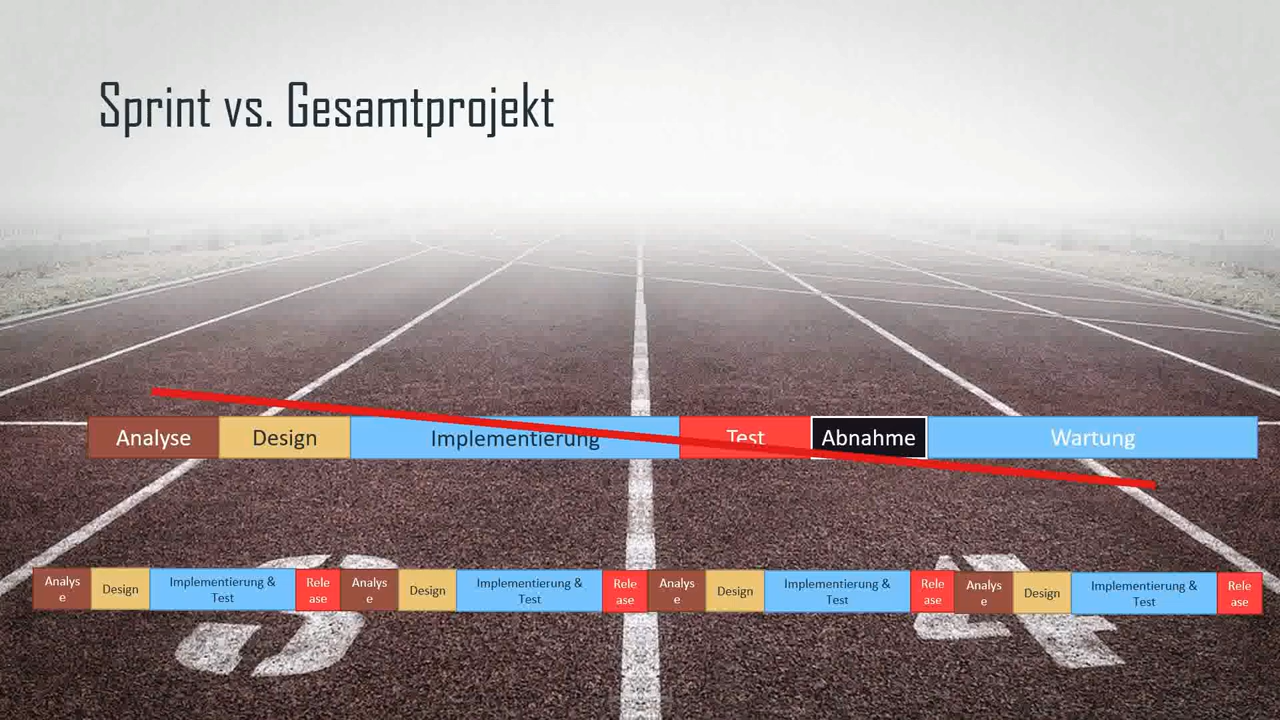 Sprint vs. Gesamtprojekt
Analyse Design Implementierung Test Abnahme Wartung
Analys
e
Design
Implementierung &
Test
Rele
ase
Analys
e
Design
Implementierung &
Test
Rele
ase
Analys
e
Design
Implementierung &
Test
Rele
ase
Analys
e
Design
Implementierung &
Test
Rele
ase